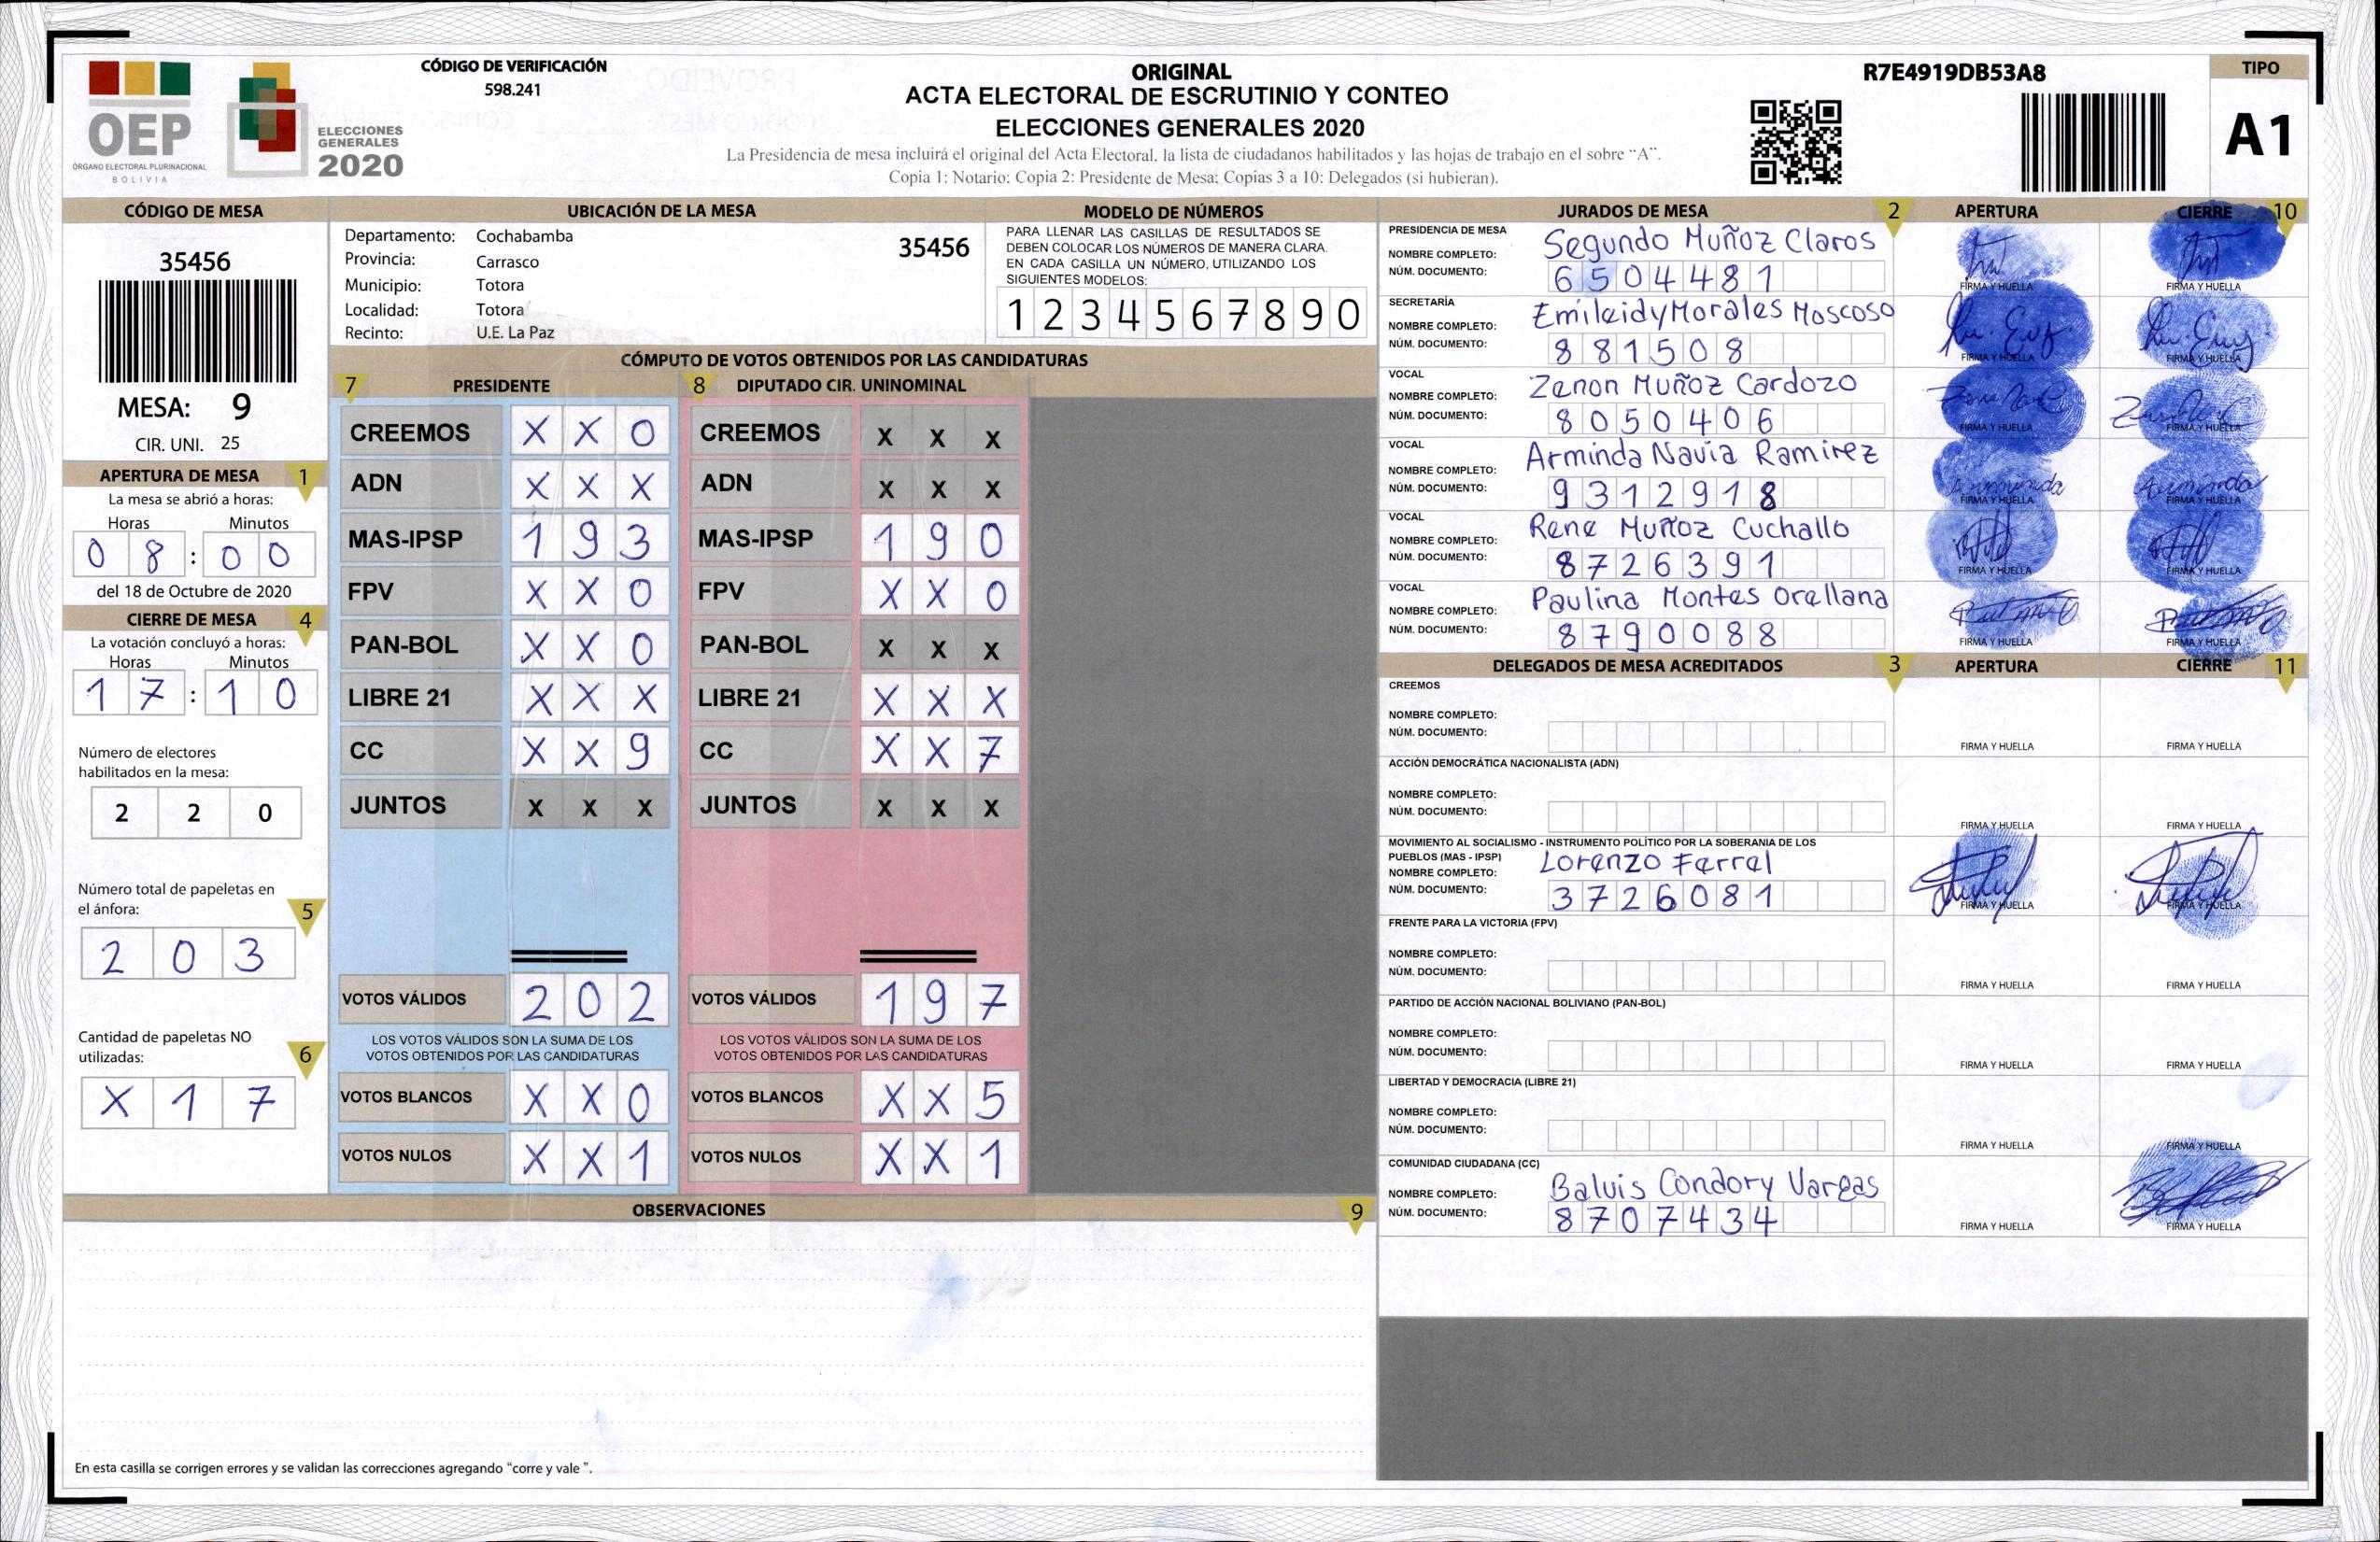 OEP
ÓRGANO ELECTORAL PLURINACIONAL
BOLIVIA
ELECCIONES
GENERALES
2020
CÓDIGO DE VERIFICACIÓN
598.241
ORIGINAL
ACTA ELECTORAL DE ESCRUTINIO Y CONTEO
ELECCIONES GENERALES 2020
La Presidencia de mesa incluirá el original del Acta Electoral, la lista de ciudadanos habilitados y las hojas de trabajo en el sobre “A”.
Copia 1: Notario; Copia 2: Presidente de Mesa; Copias 3 a 10: Delegados (si hubieran).
R7E4919DB53A8
TIPO
A1
CÓDIGO DE MESA
35456
MESA: 9
CIR. UNI. 25
APERTURA DE MESA 1
La mesa se abrió a horas:
Horas Minutos
0 8 : 0 0
del 18 de Octubre de 2020
CIERRE DE MESA 4
La votación concluyó a horas:
Horas Minutos
1 7 : 1 0
Número de electores
habilitados en la mesa:
2 2 0
Número total de papeletas en
el ánfora: 5
2 0 3
Cantidad de papeletas NO
utilizadas: 6
X 1 7
UBICACIÓN DE LA MESA
Departamento: Cochabamba 35456
Provincia: Carrasco
Municipio: Totora
Localidad: Totora
Recinto: U.E. La Paz
MODELO DE NÚMEROS
PARA LLENAR LAS CASILLAS DE RESULTADOS SE
DEBEN COLOCAR LOS NÚMEROS DE MANERA CLARA.
EN CADA CASILLA UN NÚMERO, UTILIZANDO LOS
SIGUIENTES MODELOS:
1 2 3 4 5 6 7 8 9 0
CÓMPUTO DE VOTOS OBTENIDOS POR LAS CANDIDATURAS
7 PRESIDENTE
CREEMOS X X 0
ADN X X X
MAS-IPSP 1 9 3
FPV X X 0
PAN-BOL X X 0
LIBRE 21 X X X
CC X X 9
JUNTOS X X X
VOTOS VÁLIDOS 2 0 2
LOS VOTOS VÁLIDOS SON LA SUMA DE LOS
VOTOS OBTENIDOS POR LAS CANDIDATURAS
VOTOS BLANCOS X X 0
VOTOS NULOS X X 1
8 DIPUTADO CIR. UNINOMINAL
CREEMOS X X X
ADN X X X
MAS-IPSP 1 9 0
FPV X X 0
PAN-BOL X X X
LIBRE 21 X X X
CC X X 7
JUNTOS X X X
VOTOS VÁLIDOS 1 9 7
LOS VOTOS VÁLIDOS SON LA SUMA DE LOS
VOTOS OBTENIDOS POR LAS CANDIDATURAS
VOTOS BLANCOS X X 5
VOTOS NULOS X X 1
OBSERVACIONES 9
En esta casilla se corrigen errores y se validan las correcciones agregando “corre y vale ”.
JURADOS DE MESA 2 APERTURA CIERRE 10
PRESIDENCIA DE MESA
NOMBRE COMPLETO: Segundo Muñoz Claros
NÚM. DOCUMENTO: 6504481
FIRMA Y HUELLA FIRMA Y HUELLA
SECRETARÍA
NOMBRE COMPLETO: Emileidy Morales Moscoso
NÚM. DOCUMENTO: 881508
FIRMA Y HUELLA FIRMA Y HUELLA
VOCAL
NOMBRE COMPLETO: Zenon Muñoz Cardozo
NÚM. DOCUMENTO: 8050406
FIRMA Y HUELLA FIRMA Y HUELLA
VOCAL
NOMBRE COMPLETO: Arminda Navia Ramirez
NÚM. DOCUMENTO: 9312918
FIRMA Y HUELLA FIRMA Y HUELLA
VOCAL
NOMBRE COMPLETO: Rene Muñoz Cuchallo
NÚM. DOCUMENTO: 8726391
FIRMA Y HUELLA FIRMA Y HUELLA
VOCAL
NOMBRE COMPLETO: Paulina Montes Orellana
NÚM. DOCUMENTO: 8790088
FIRMA Y HUELLA FIRMA Y HUELLA
DELEGADOS DE MESA ACREDITADOS 3 APERTURA CIERRE 11
CREEMOS
NOMBRE COMPLETO:
NÚM. DOCUMENTO:
FIRMA Y HUELLA FIRMA Y HUELLA
ACCIÓN DEMOCRÁTICA NACIONALISTA (ADN)
NOMBRE COMPLETO:
NÚM. DOCUMENTO:
FIRMA Y HUELLA FIRMA Y HUELLA
MOVIMIENTO AL SOCIALISMO - INSTRUMENTO POLÍTICO POR LA SOBERANIA DE LOS
PUEBLOS (MAS - IPSP)
NOMBRE COMPLETO: Lorenzo Ferrel
NÚM. DOCUMENTO: 3726081
FIRMA Y HUELLA FIRMA Y HUELLA
FRENTE PARA LA VICTORIA (FPV)
NOMBRE COMPLETO:
NÚM. DOCUMENTO:
FIRMA Y HUELLA FIRMA Y HUELLA
PARTIDO DE ACCIÓN NACIONAL BOLIVIANO (PAN-BOL)
NOMBRE COMPLETO:
NÚM. DOCUMENTO:
FIRMA Y HUELLA FIRMA Y HUELLA
LIBERTAD Y DEMOCRACIA (LIBRE 21)
NOMBRE COMPLETO:
NÚM. DOCUMENTO:
FIRMA Y HUELLA FIRMA Y HUELLA
COMUNIDAD CIUDADANA (CC)
NOMBRE COMPLETO: Baluis Condory Vargas
NÚM. DOCUMENTO: 8707434
FIRMA Y HUELLA FIRMA Y HUELLA